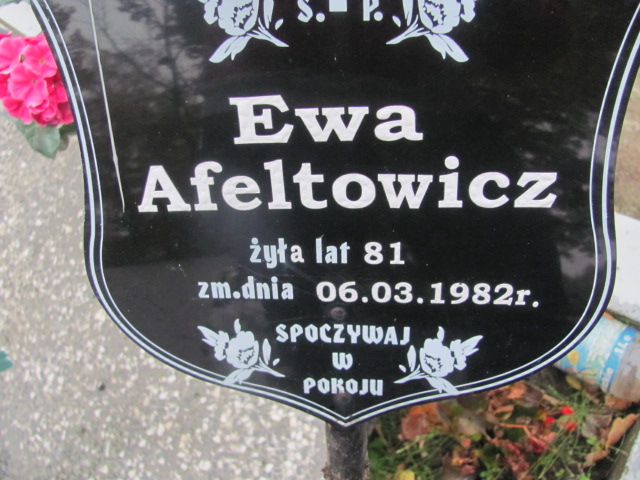 Ś. P.
Ewa
Afeltowicz
żyła lat 81
zm.dnia 06.03.1982r.
SPOCZYWAJ
W
POKOJU